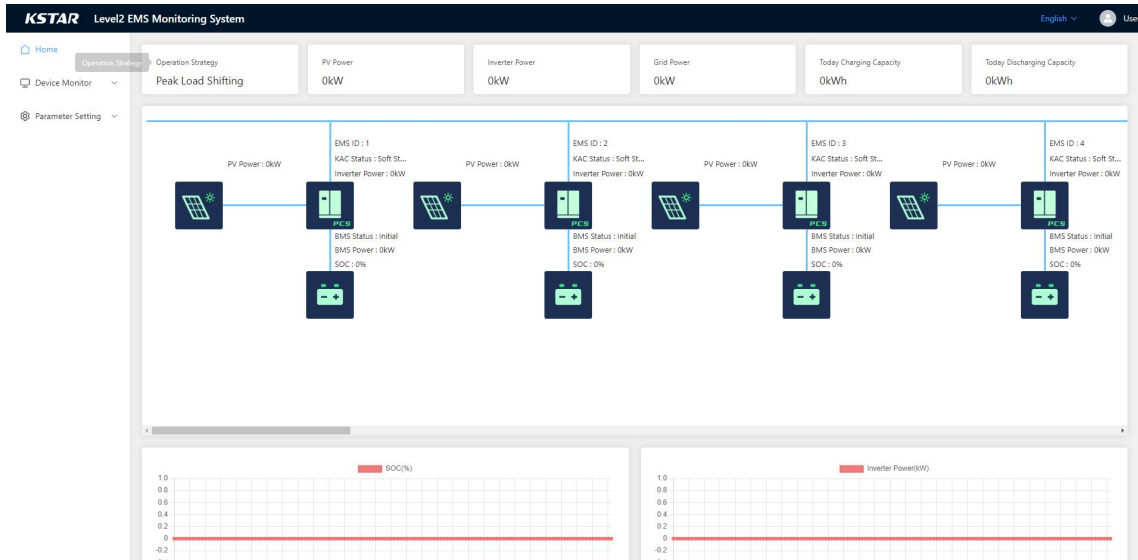 KSTAR Level2 EMS Monitoring System
English
Use
Home
Operation Strategy
Device Monitor
Parameter Setting
Operation Strategy
Peak Load Shifting
PV Power
0kW
Inverter Power
0kW
Grid Power
0kW
Today Charging Capacity
0kWh
Today Discharging Capacity
0kWh
PV Power : 0kW
EMS ID : 1
KAC Status : Soft St...
Inverter Power : 0kW
PCS
BMS Status : Initial
BMS Power : 0kW
SOC : 0%
PV Power : 0kW
EMS ID : 2
KAC Status : Soft St...
Inverter Power : 0kW
PCS
BMS Status : Initial
BMS Power : 0kW
SOC : 0%
PV Power : 0kW
EMS ID : 3
KAC Status : Soft St...
Inverter Power : 0kW
PCS
BMS Status : Initial
BMS Power : 0kW
SOC : 0%
PV Power : 0kW
EMS ID : 4
KAC Status : Soft St...
Inverter Power : 0kW
PCS
BMS Status : Initial
BMS Power : 0kW
SOC : 0%
SOC(%)
1.0
0.8
0.6
0.4
0.2
0
-0.2
Inverter Power(kW)
1.0
0.8
0.6
0.4
0.2
0
-0.2